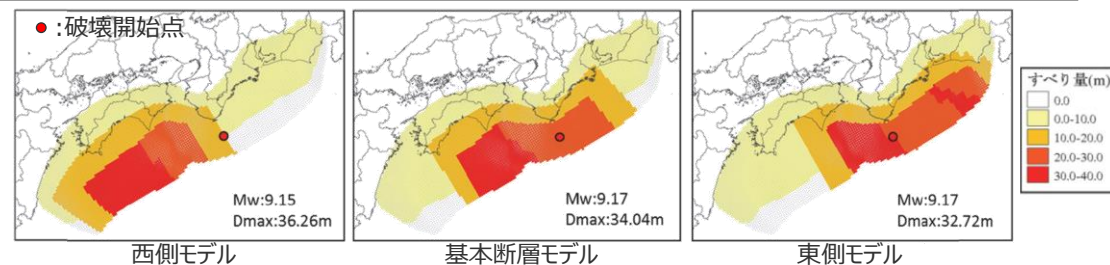 ●:破壊開始点
Mw:9.15
Dmax:36.26m
西側モデル
Mw:9.17
Dmax:34.04m
基本断層モデル
Mw:9.17
Dmax:32.72m
東側モデル
すべり量(m)
0.0
0.0-10.0
10.0-20.0
20.0-30.0
30.0-40.0